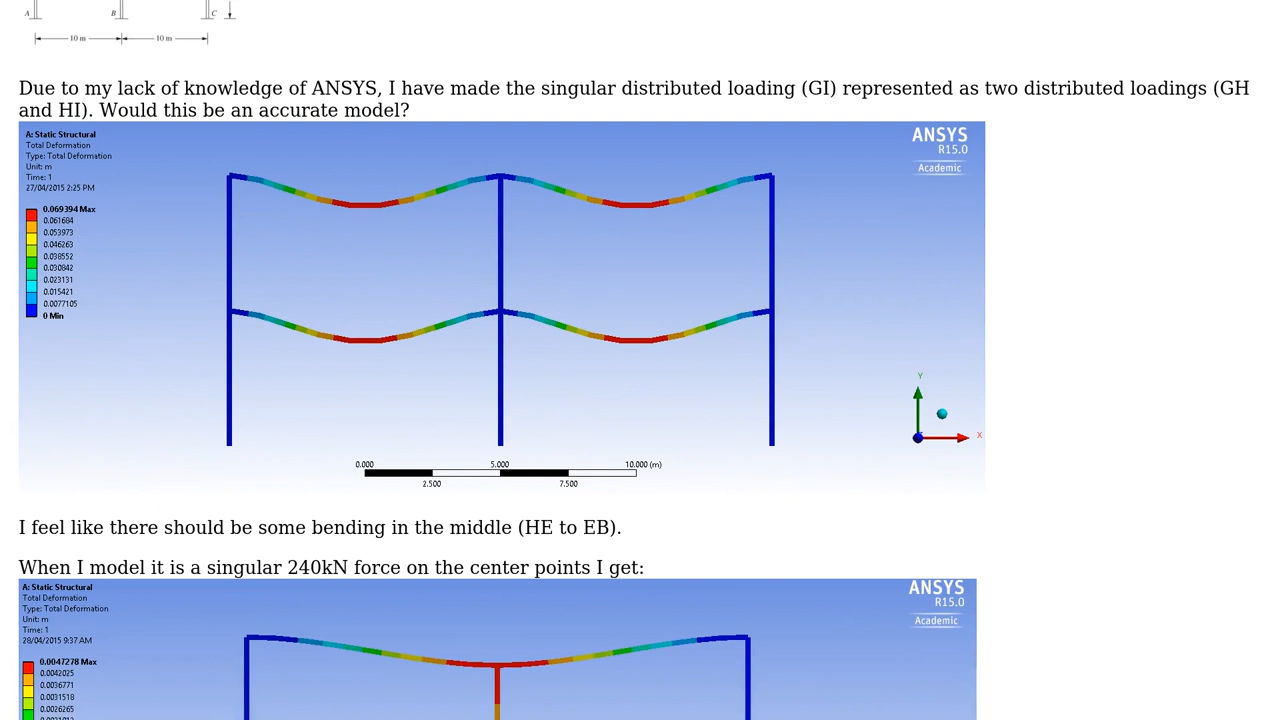 A B C
10 m 10 m
Due to my lack of knowledge of ANSYS, I have made the singular distributed loading (GI) represented as two distributed loadings (GH
and HI). Would this be an accurate model?
A: Static Structural
Total Deformation
Type: Total Deformation
Unit: m
Time: 1
27/04/2015 2:25 PM
0.069394 Max
0.061684
0.053973
0.046263
0.038552
0.030842
0.023131
0.015421
0.0077105
0 Min
ANSYS
R15.0
Academic
Y
X
0.000 5.000 10.000 (m)
2.500 7.500
I feel like there should be some bending in the middle (HE to EB).
When I model it is a singular 240kN force on the center points I get:
A: Static Structural
Total Deformation
Type: Total Deformation
Unit: m
Time: 1
28/04/2015 9:37 AM
0.0047278 Max
0.0042025
0.0036771
0.0031518
0.0026265
ANSYS
R15.0
Academic